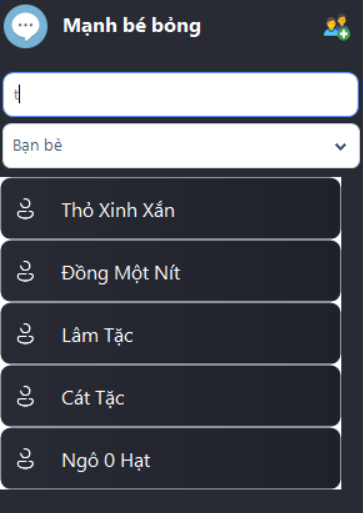 Mạnh bé bỏng
t
Bạn bè
Thỏ Xinh Xắn
Đồng Một Nít
Lâm Tặc
Cát Tặc
Ngô 0 Hạt